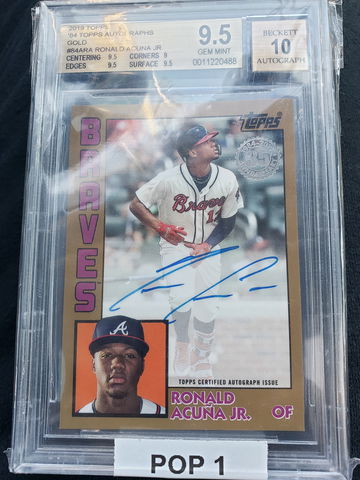 2019 TOPPS
'84 TOPPS AUTOGRAPHS
GOLD
#84ARA RONALD ACUNA JR.
CENTERING 9.5 CORNERS 9
EDGES 9.5 SURFACE 9.5
9.5
GEM MINT
0011220488
BECKETT
10
AUTOGRAPH
BRAVES
Topps
Braves
13
TOPPS CERTIFIED AUTOGRAPH ISSUE
RONALD
ACUÑA JR. OF
POP 1